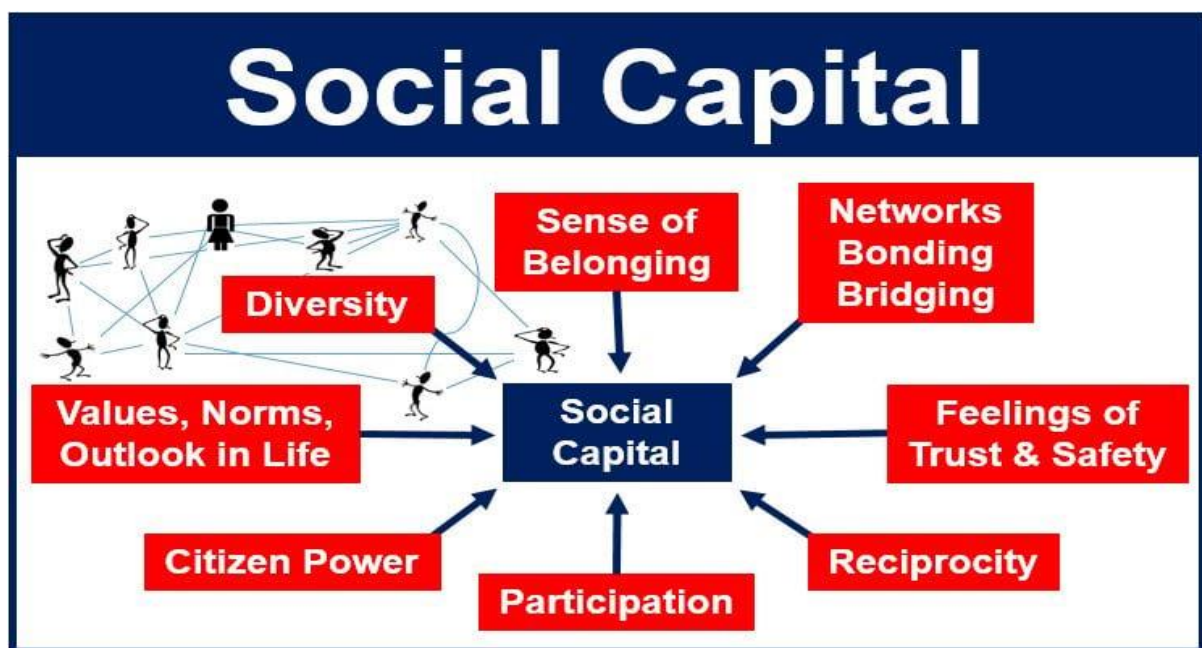 Social Capital
Sense of
Belonging
Networks
Bonding
Bridging
Diversity
Values, Norms,
Outlook in Life
Social
Capital
Feelings of
Trust & Safety
Citizen Power
Participation
Reciprocity